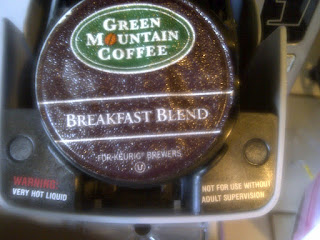 GREEN
MOUNTAIN
COFFEE
BREAKFAST BLEND
FOR KEURIG® BREWERS
U
WARNING:
VERY HOT LIQUID
NOT FOR USE WITHOUT
ADULT SUPERVISION